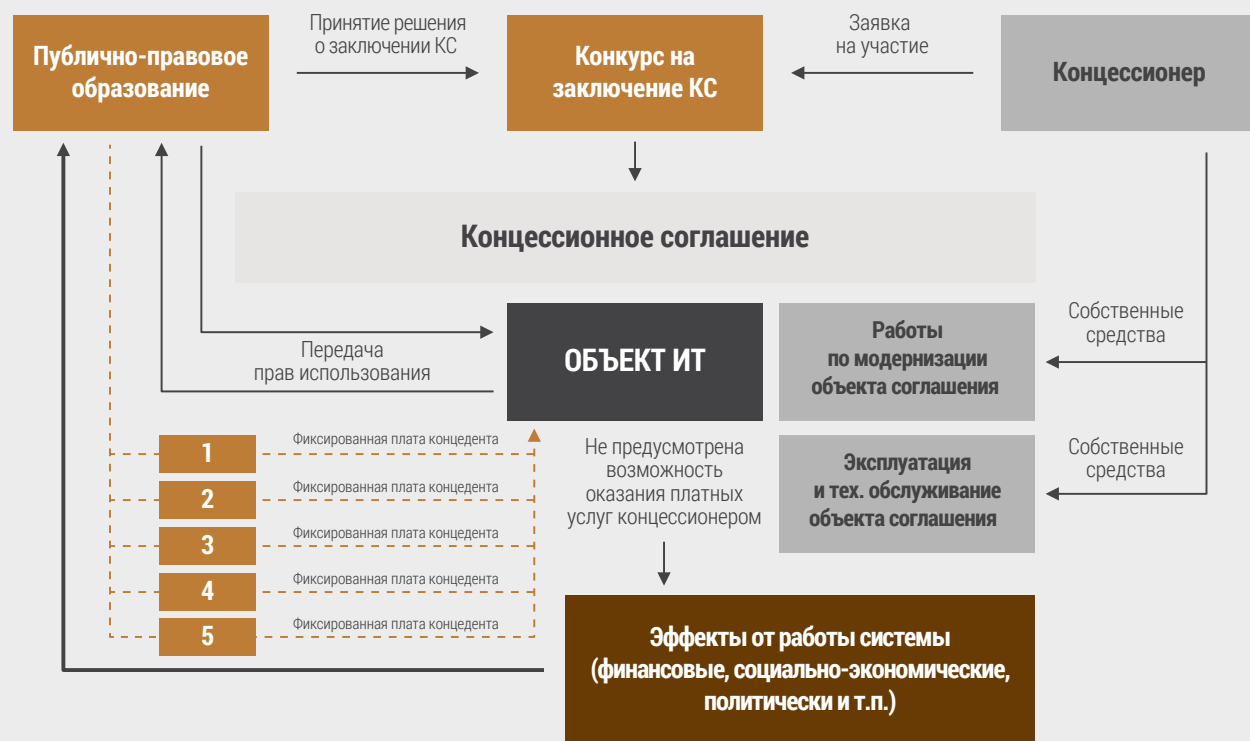 Публично-правовое
образование
Принятие решения
о заключении КС
Конкурс на
заключение КС
Заявка
на участие
Концессионер
Концессионное соглашение
Передача
прав использования
ОБЪЕКТ ИТ
Работы
по модернизации
объекта соглашения
Собственные
средства
1
Фиксированная плата концедента
2
Фиксированная плата концедента
3
Фиксированная плата концедента
4
Фиксированная плата концедента
5
Фиксированная плата концедента
Не предусмотрена
возможность
оказания платных
услуг концессионером
Эксплуатация
и тех. обслуживание
объекта соглашения
Собственные
средства
Эффекты от работы системы
(финансовые, социально-экономические,
политически и т.п.)